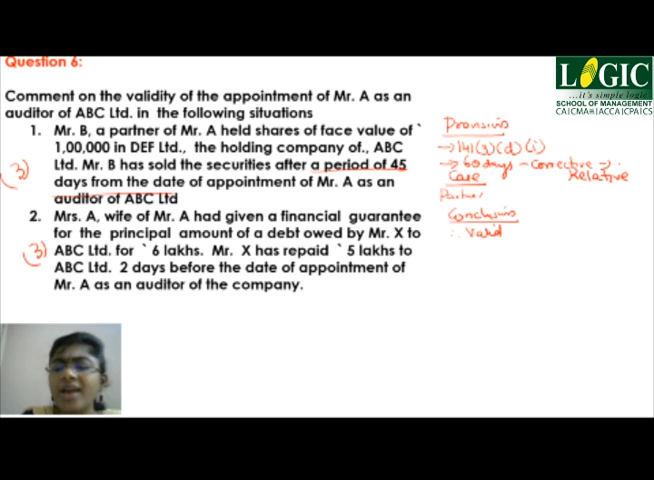 Question 6:
LOGIC
...it's simple logic
SCHOOL OF MANAGEMENT
CA|CMA|ACCA|CPA|CS
Comment on the validity of the appointment of Mr. A as an
auditor of ABC Ltd. in the following situations
1. Mr. B, a partner of Mr. A held shares of face value of `
1,00,000 in DEF Ltd., the holding company of., ABC
Ltd. Mr. B has sold the securities after a period of 45
days from the date of appointment of Mr. A as an
auditor of ABC Ltd
(3)
2. Mrs. A, wife of Mr. A had given a financial guarantee
for the principal amount of a debt owed by Mr. X to
ABC Ltd. for ` 6 lakhs. Mr. X has repaid ` 5 lakhs to
ABC Ltd. 2 days before the date of appointment of
Mr. A as an auditor of the company.
(3)
Provisions
→ 141(3)(d)(i)
→ 60 days - Corrective →
Relative
Case
Partner
Conclusions
∴ Valid